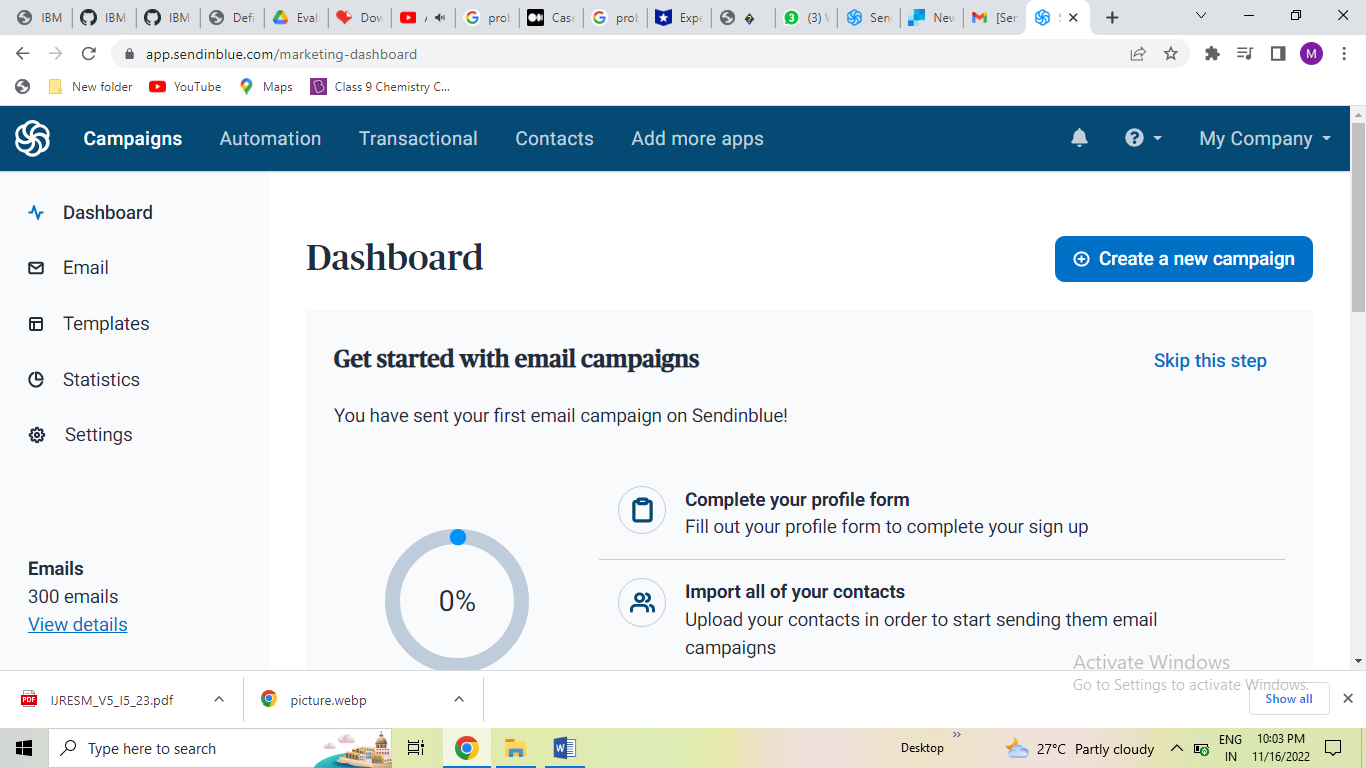 IBM
IBM
IBM
Defi
Eval
Dow
prob
Case
prob
Expe
(3)
Sen
New
[Sen
app.sendinblue.com/marketing-dashboard
M
New folder
YouTube
Maps
Class 9 Chemistry C...
Campaigns
Automation
Transactional
Contacts
Add more apps
My Company
Dashboard
Email
Templates
Statistics
Settings
Emails
300 emails
View details
Dashboard
Create a new campaign
Get started with email campaigns
Skip this step
You have sent your first email campaign on Sendinblue!
0%
Complete your profile form
Fill out your profile form to complete your sign up
Import all of your contacts
Upload your contacts in order to start sending them email
campaigns
Activate Windows
Go to Settings to activate Windows.
IJRESM_V5_I5_23.pdf
picture.webp
Show all
Type here to search
Desktop
27°C Partly cloudy
ENG
IN
10:03 PM
11/16/2022